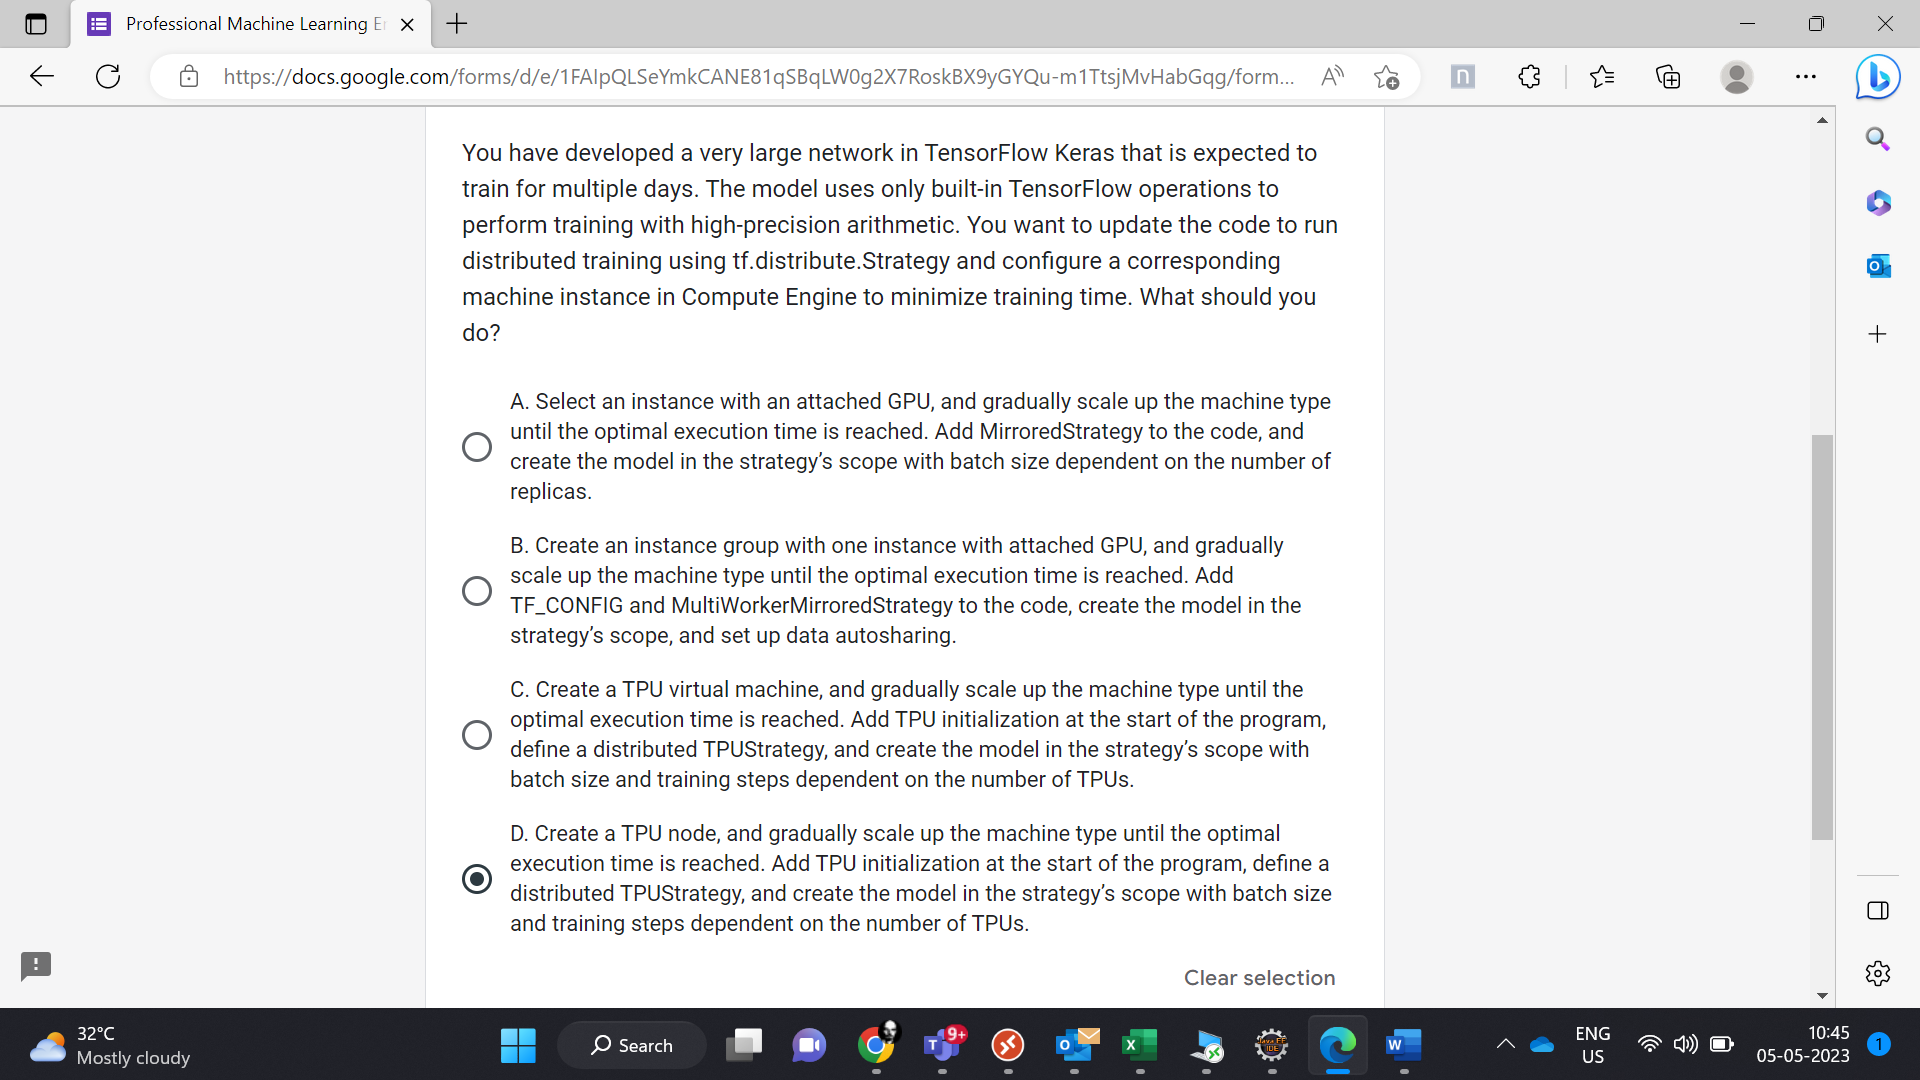 Professional Machine Learning E
https://docs.google.com/forms/d/e/1FAIpQLSeYmkCANE81qSBqLW0g2X7RoskBX9yGYQu-m1TtsjMvHabGqg/form...
You have developed a very large network in TensorFlow Keras that is expected to
train for multiple days. The model uses only built-in TensorFlow operations to
perform training with high-precision arithmetic. You want to update the code to run
distributed training using tf.distribute.Strategy and configure a corresponding
machine instance in Compute Engine to minimize training time. What should you
do?
A. Select an instance with an attached GPU, and gradually scale up the machine type
until the optimal execution time is reached. Add MirroredStrategy to the code, and
create the model in the strategy’s scope with batch size dependent on the number of
replicas.
B. Create an instance group with one instance with attached GPU, and gradually
scale up the machine type until the optimal execution time is reached. Add
TF_CONFIG and MultiWorkerMirroredStrategy to the code, create the model in the
strategy’s scope, and set up data autosharing.
C. Create a TPU virtual machine, and gradually scale up the machine type until the
optimal execution time is reached. Add TPU initialization at the start of the program,
define a distributed TPUStrategy, and create the model in the strategy’s scope with
batch size and training steps dependent on the number of TPUs.
D. Create a TPU node, and gradually scale up the machine type until the optimal
execution time is reached. Add TPU initialization at the start of the program, define a
distributed TPUStrategy, and create the model in the strategy’s scope with batch size
and training steps dependent on the number of TPUs.
Clear selection
32°C
Mostly cloudy
Search
9+
ENG
US
10:45
05-05-2023
1